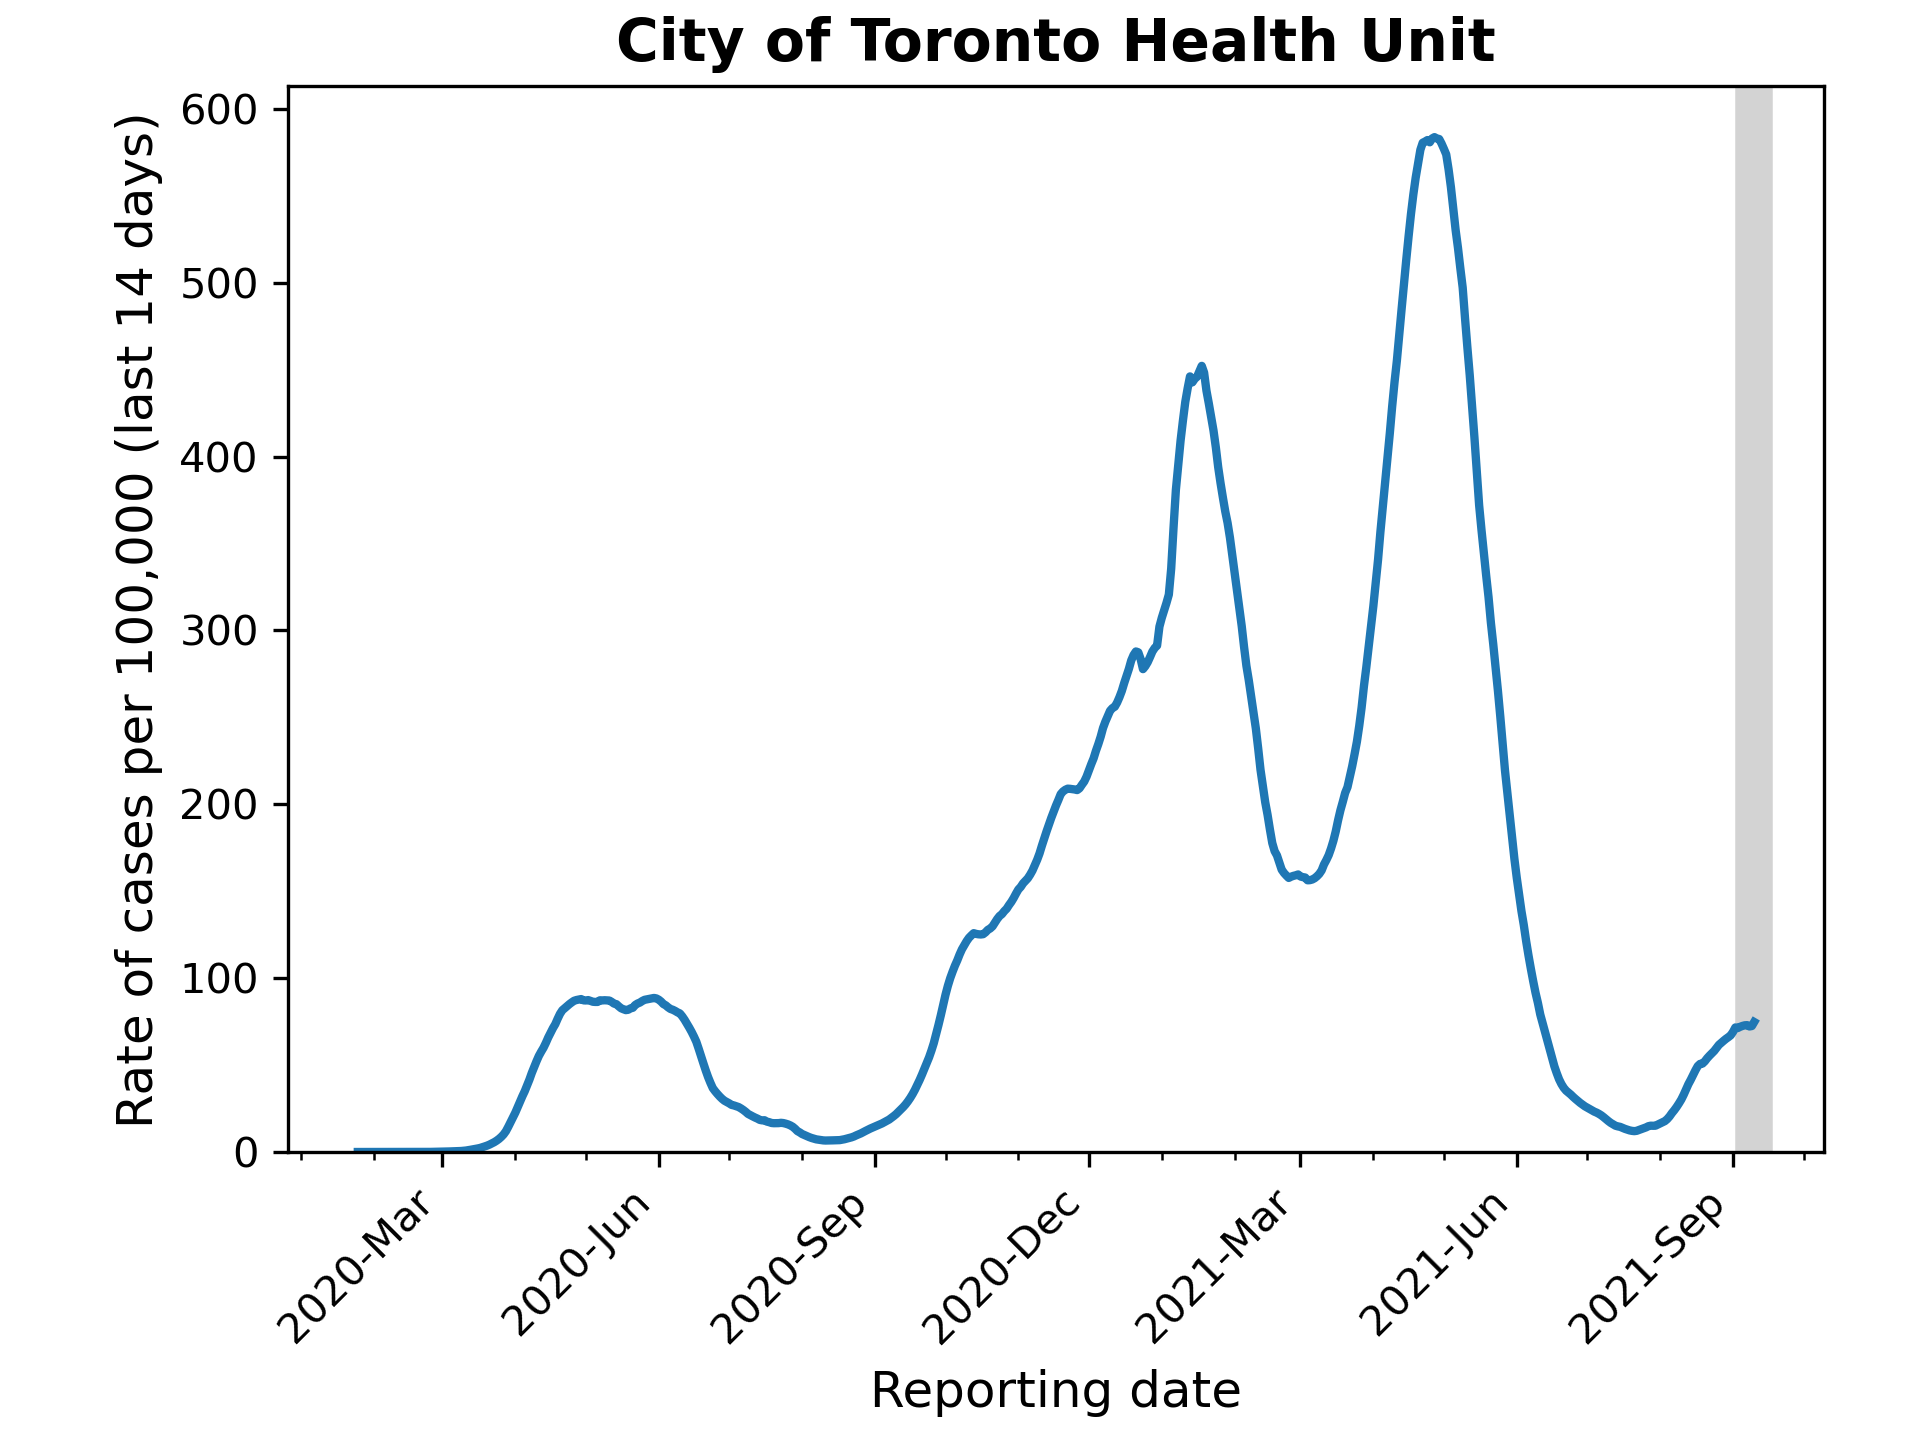 City of Toronto Health Unit
Rate of cases per 100,000 (last 14 days)
600
500
400
300
200
100
0
2020-Mar
2020-Jun
2020-Sep
2020-Dec
2021-Mar
2021-Jun
2021-Sep
Reporting date